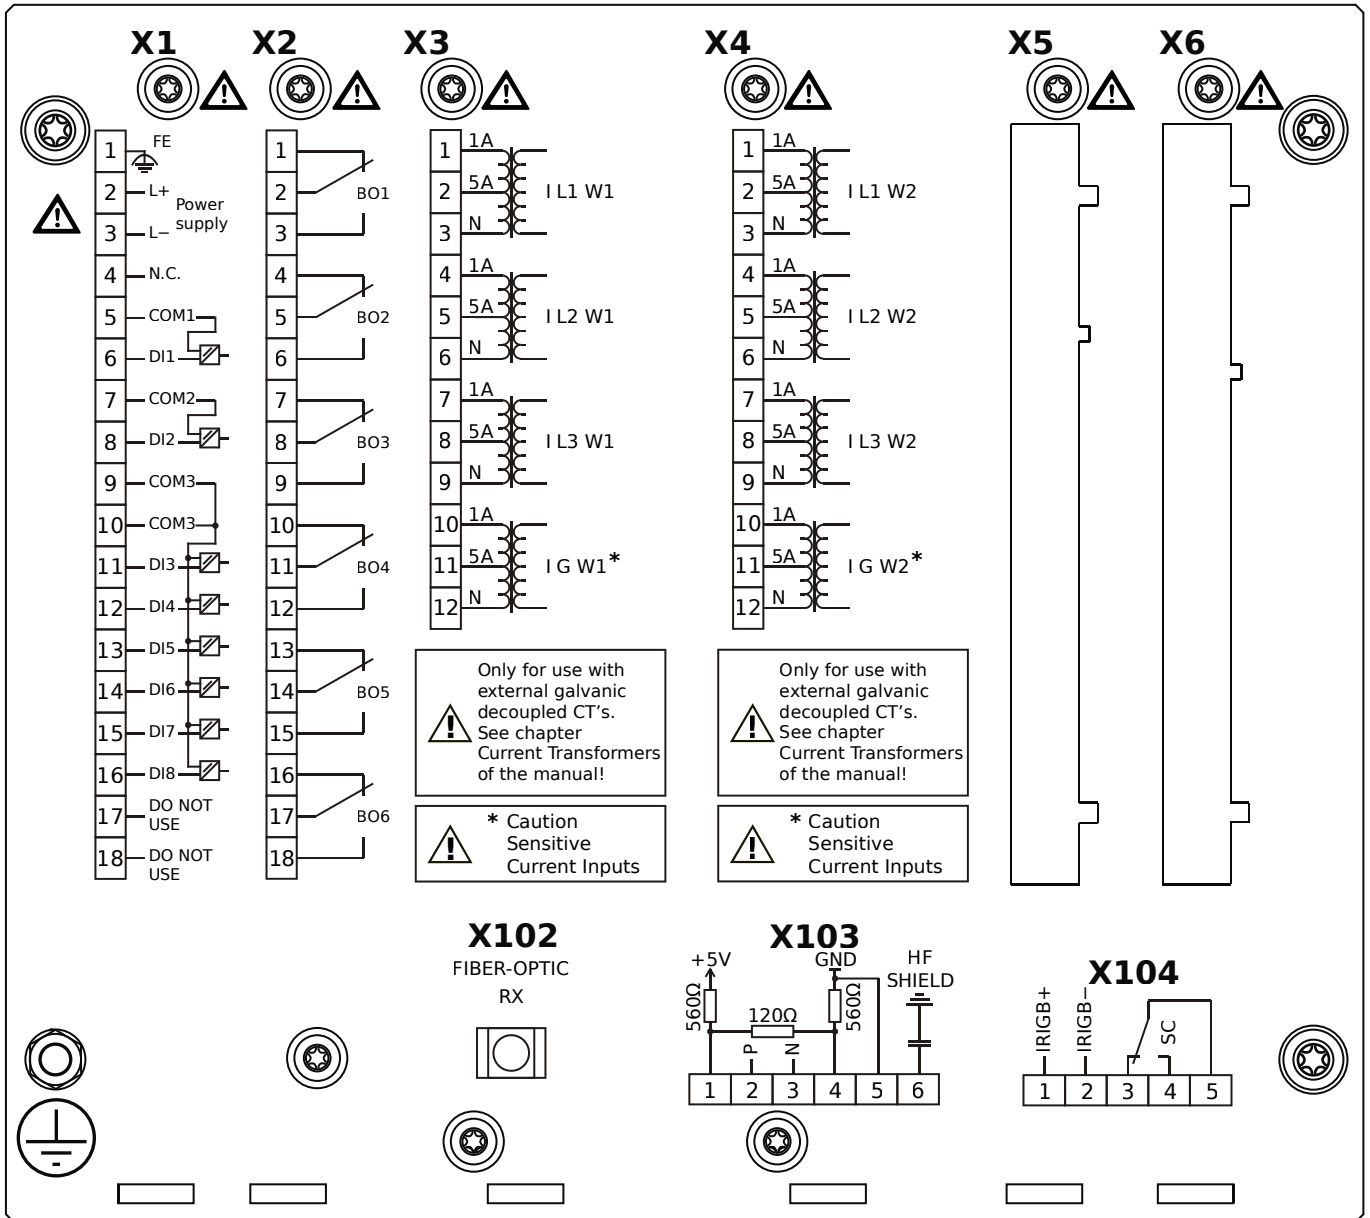 X1 X2 X3 X4 X5 X6
1 FE
2 L+
Power
supply
3 L−
4 N.C.
5 COM1
6 DI1
7 COM2
8 DI2
9 COM3
10 COM3
11 DI3
12 DI4
13 DI5
14 DI6
15 DI7
16 DI8
17 DO NOT
USE
18 DO NOT
USE
1
2 BO1
3
4
5 BO2
6
7
8 BO3
9
10
11 BO4
12
13
14 BO5
15
16
17 BO6
18
1 1A
2 5A I L1 W1
3 N
4 1A
5 5A I L2 W1
6 N
7 1A
8 5A I L3 W1
9 N
10 1A
11 5A I G W1*
12 N
Only for use with
external galvanic
decoupled CT's.
See chapter
Current Transformers
of the manual!
* Caution
Sensitive
Current Inputs
1 1A
2 5A I L1 W2
3 N
4 1A
5 5A I L2 W2
6 N
7 1A
8 5A I L3 W2
9 N
10 1A
11 5A I G W2*
12 N
Only for use with
external galvanic
decoupled CT's.
See chapter
Current Transformers
of the manual!
* Caution
Sensitive
Current Inputs
X102
FIBER-OPTIC
RX
X103
+5V GND HF
SHIELD
560Ω 120Ω 560Ω
P N
1 2 3 4 5 6
X104
IRIGB+ IRIGB− SC
1 2 3 4 5